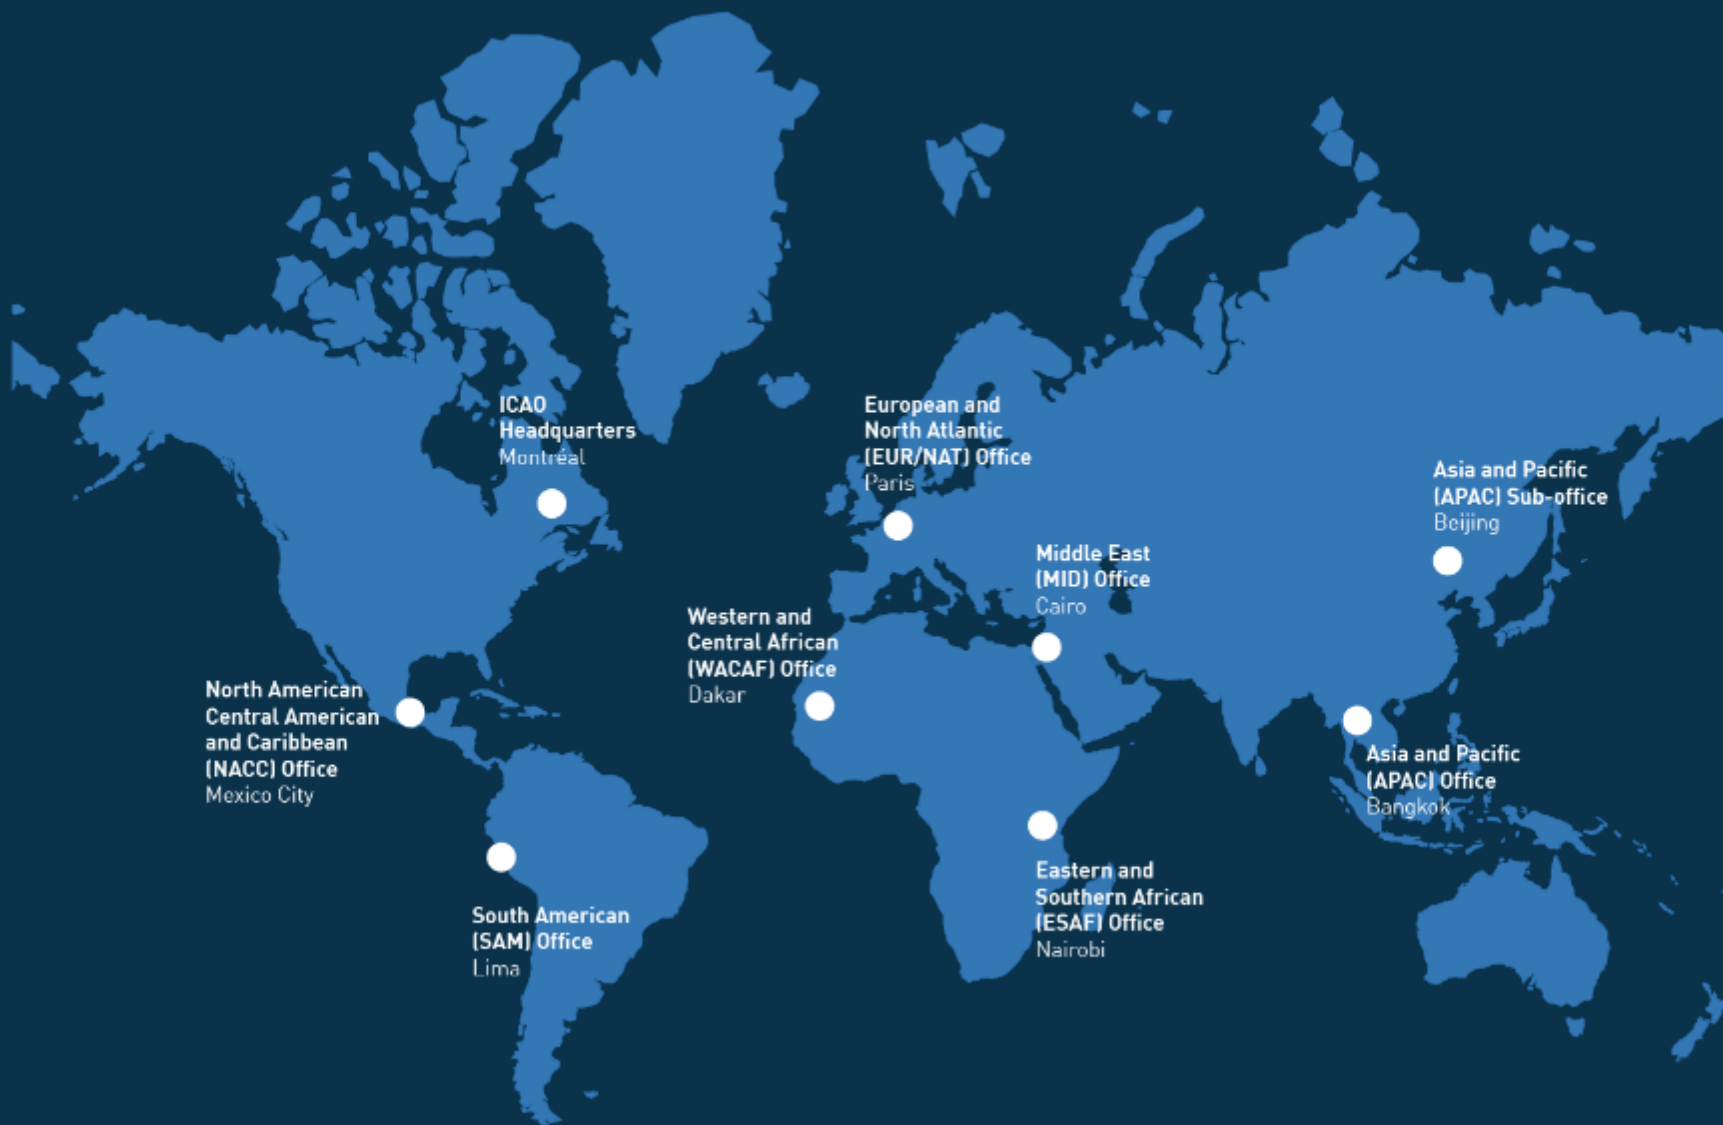 ICAO
Headquarters
Montréal
European and
North Atlantic
(EUR/NAT) Office
Paris
Asia and Pacific
(APAC) Sub-office
Beijing
Middle East
(MID) Office
Cairo
Western and
Central African
(WACAF) Office
Dakar
North American
Central American
and Caribbean
(NACC) Office
Mexico City
Asia and Pacific
(APAC) Office
Bangkok
Eastern and
Southern African
(ESAF) Office
Nairobi
South American
(SAM) Office
Lima